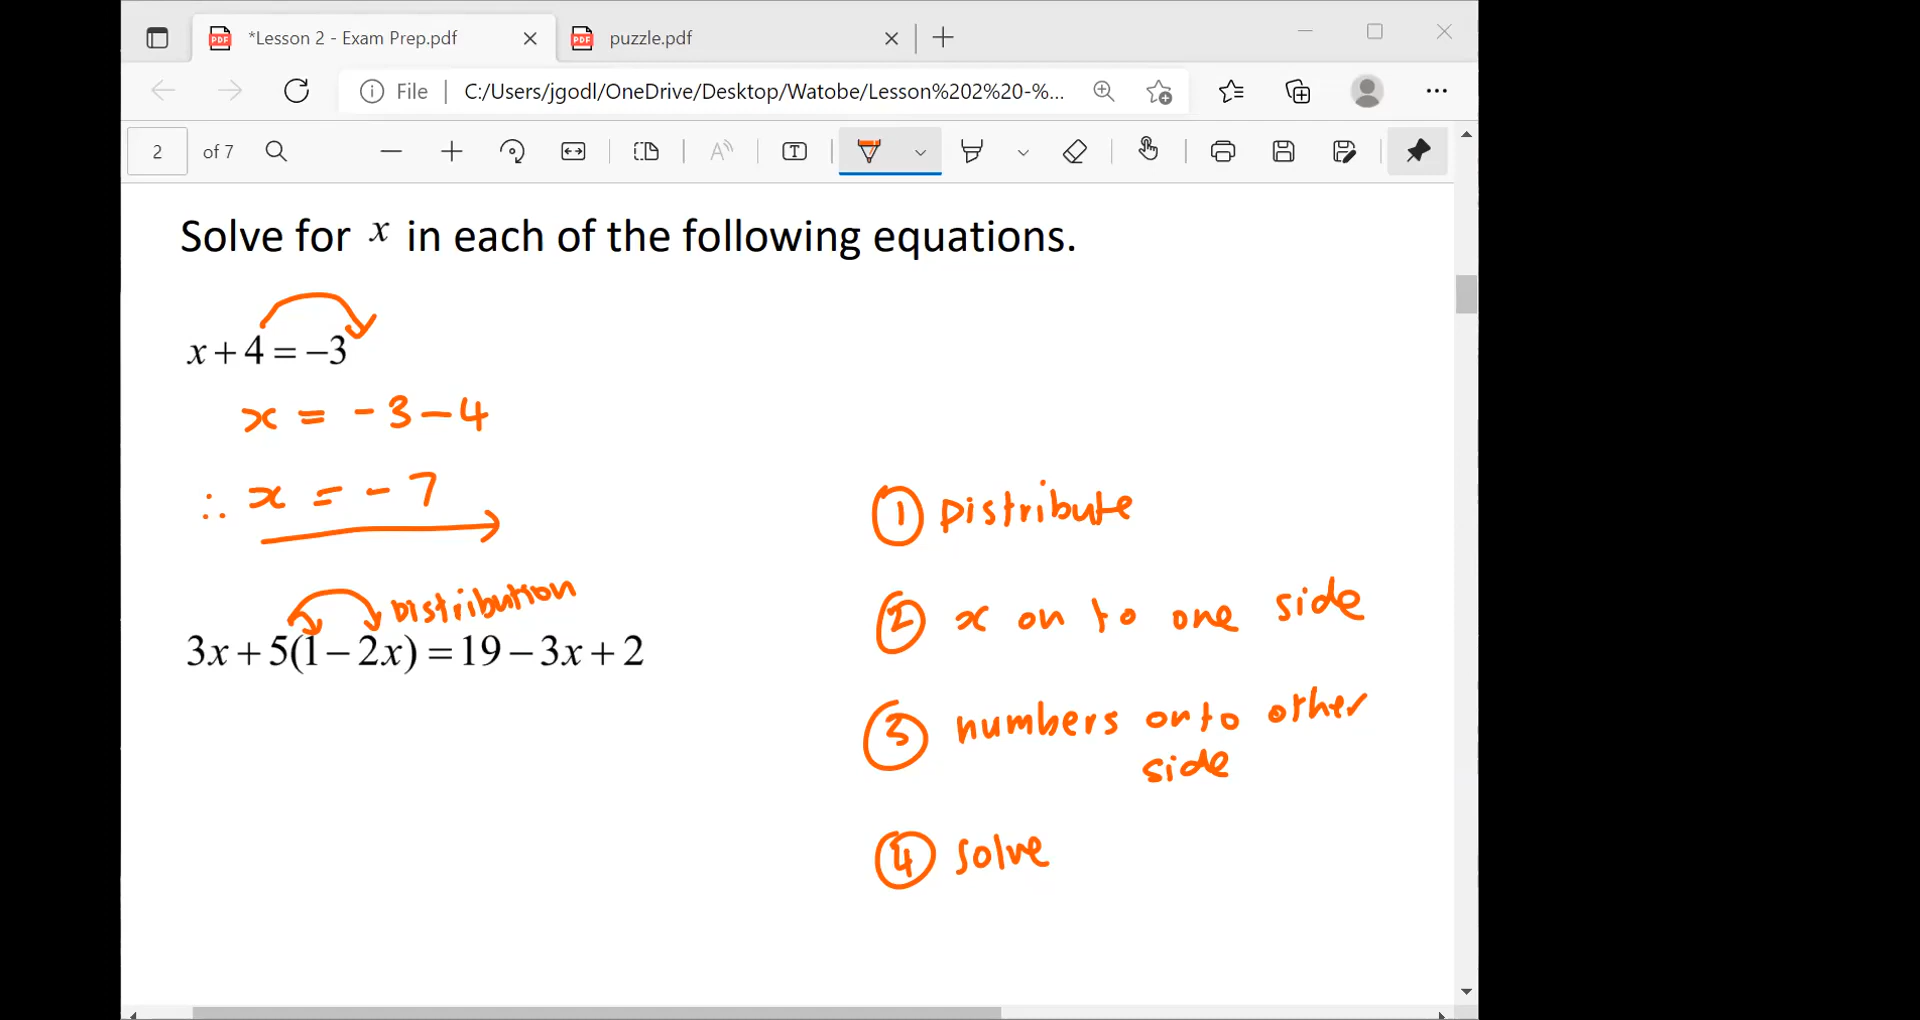 *Lesson 2 - Exam Prep.pdf
puzzle.pdf
File
C:/Users/jgodl/OneDrive/Desktop/Watobe/Lesson%202%20-%...
2 of 7
Solve for x in each of the following equations.
x + 4 = −3
x = - 3 - 4
∴ x = - 7
Distribution
3x + 5(1 − 2x) = 19 − 3x + 2
① Distribute
② x on to one side
③ numbers onto other
side
④ solve